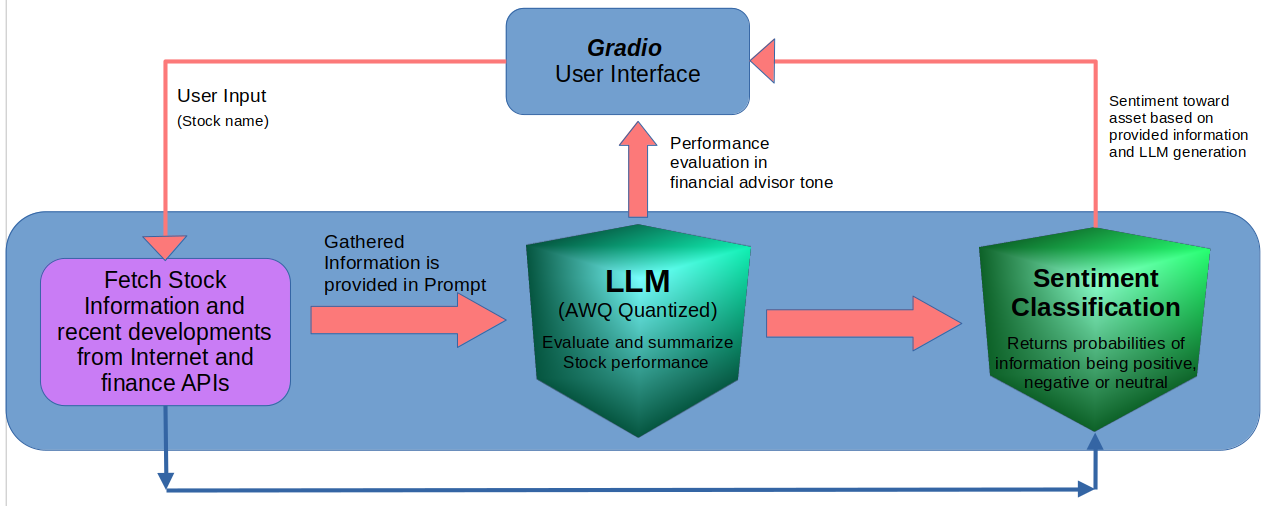 Gradio
User Interface
User Input
(Stock name)
Performance
evaluation in
financial advisor tone
Sentiment toward
asset based on
provided information
and LLM generation
Fetch Stock
Information and
recent developments
from Internet and
finance APIs
Gathered
Information is
provided in Prompt
LLM
(AWQ Quantized)
Evaluate and summarize
Stock performance
Sentiment
Classification
Returns probabilities of
information being positive,
negative or neutral